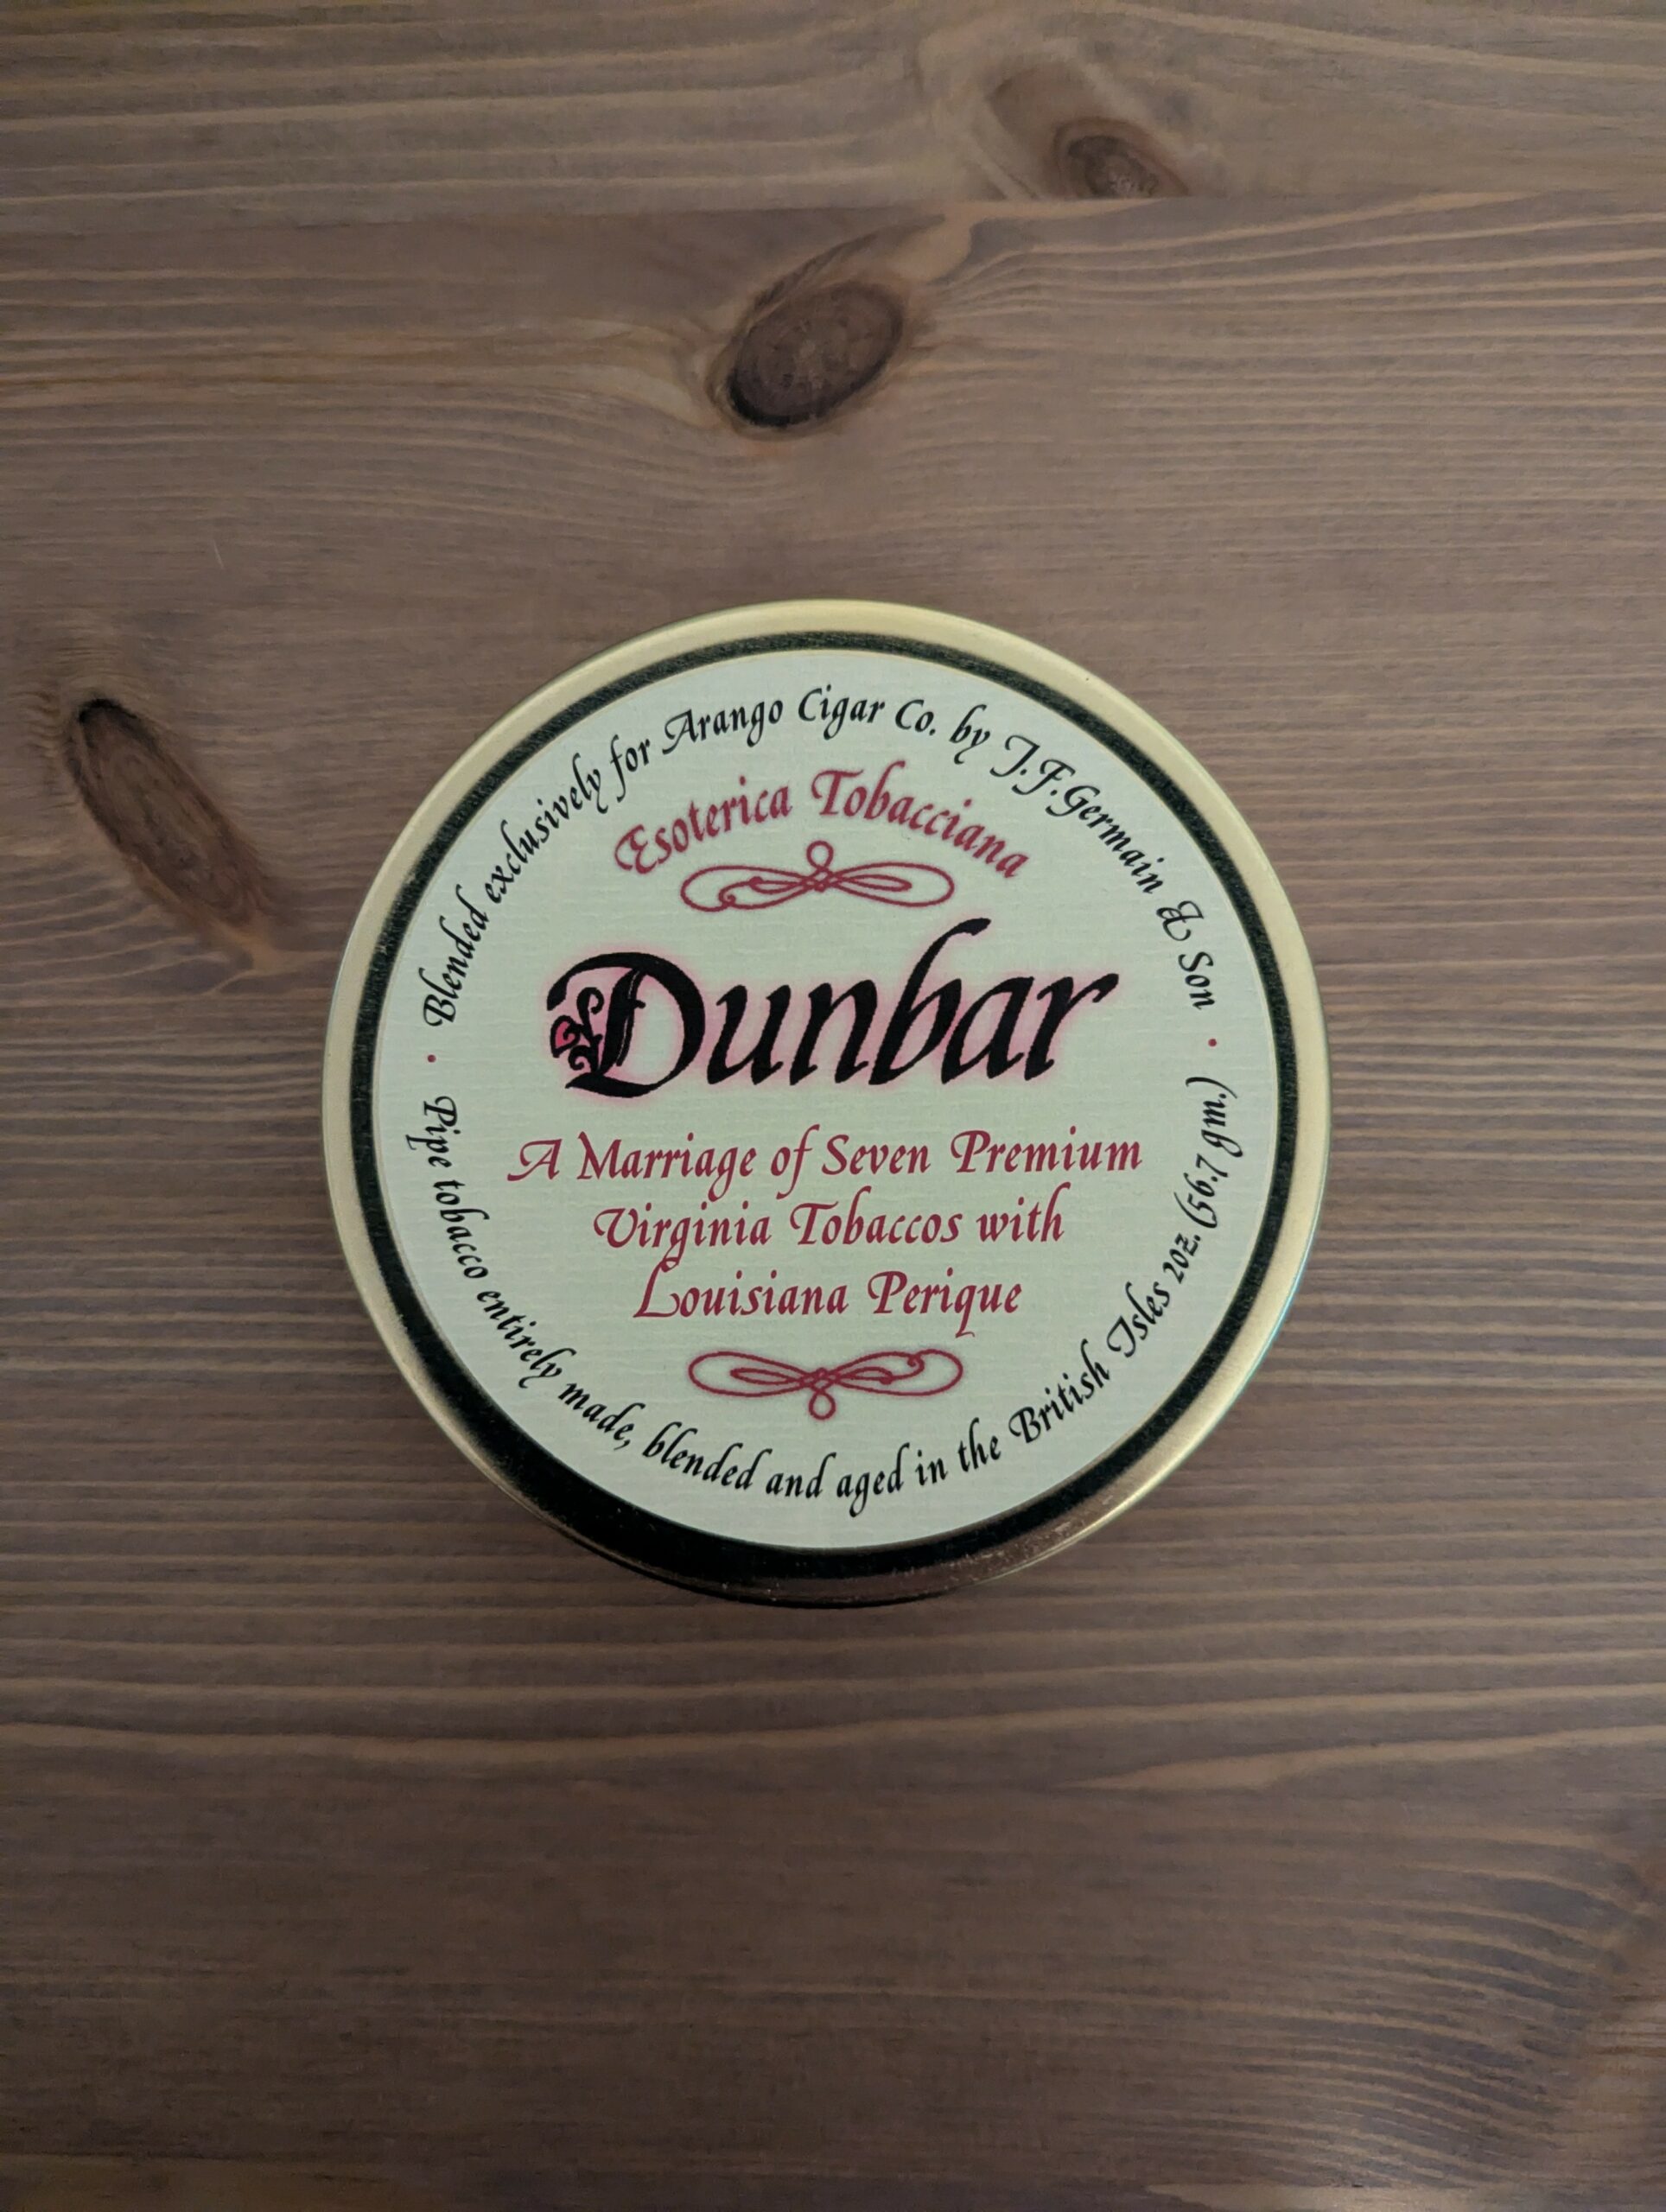 Blended exclusively for Arango Cigar Co. by J.F.Germain & Son
Esoterica Tobacciana
Dunbar
A Marriage of Seven Premium
Virginia Tobaccos with
Louisiana Perique
Pipe tobacco entirely made, blended and aged in the British Isles 2oz. (56.7 gm.)